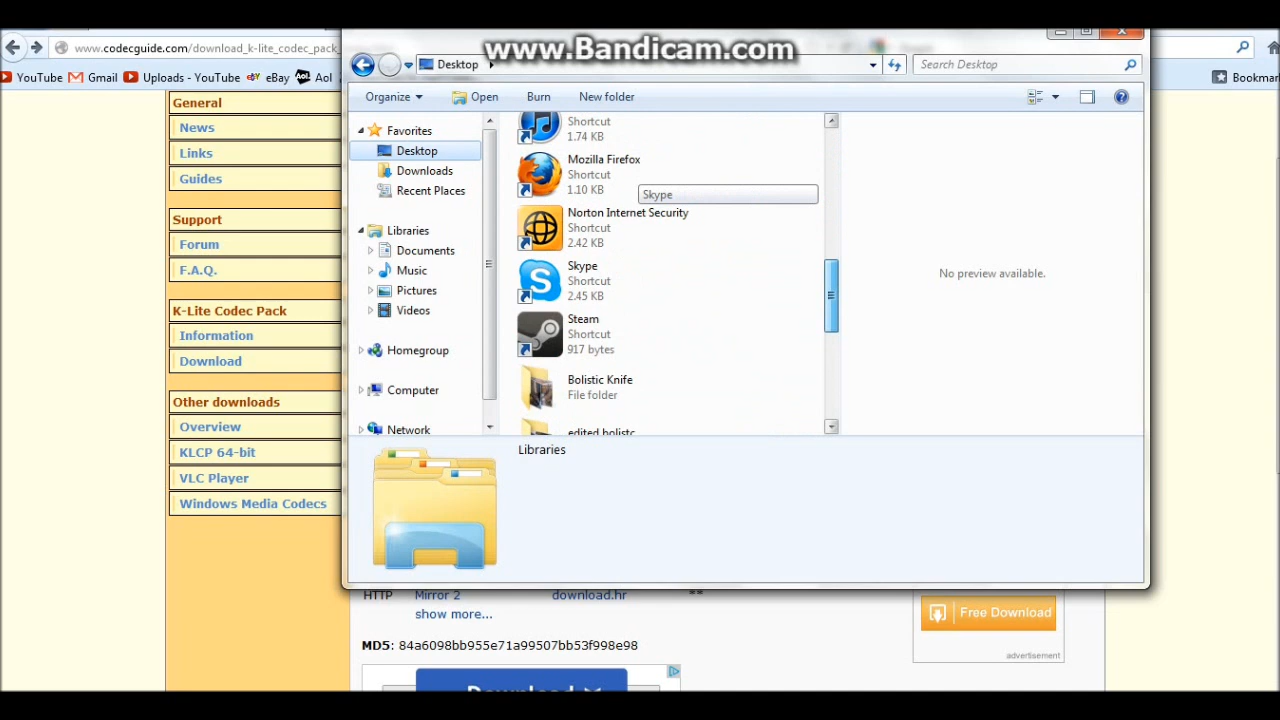 www.Bandicam.com
www.codecguide.com/download_k-lite_codec_pack_
YouTube Gmail Uploads - YouTube eBay Aol
Bookmar
General
News
Links
Guides
Support
Forum
F.A.Q.
K-Lite Codec Pack
Information
Download
Other downloads
Overview
KLCP 64-bit
VLC Player
Windows Media Codecs
Desktop
Search Desktop
Organize Open Burn New folder
Favorites
Desktop
Downloads
Recent Places
Libraries
Documents
Music
Pictures
Videos
Homegroup
Computer
Network
Shortcut
1.74 KB
Mozilla Firefox
Shortcut
1.10 KB
Skype
Norton Internet Security
Shortcut
2.42 KB
Skype
Shortcut
2.45 KB
Steam
Shortcut
917 bytes
Bolistic Knife
File folder
edited bolistc
No preview available.
Libraries
HTTP Mirror 2 download.hr **
show more...
MD5: 84a6098bb955e71a99507bb53f998e98
Free Download
advertisement
Download